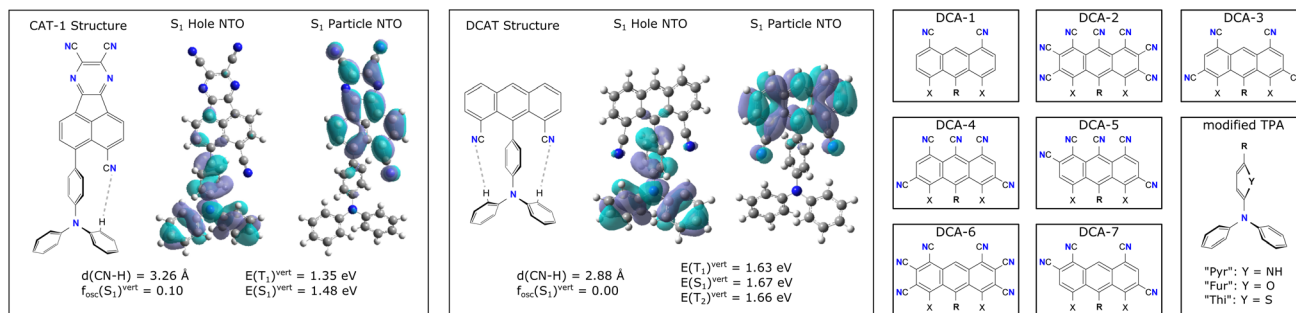 CAT-1 Structure
S1 Hole NTO
S1 Particle NTO
CN CN
N N
CN
H
N
d(CN-H) = 3.26 Å
fosc(S1)vert = 0.10
E(T1)vert = 1.35 eV
E(S1)vert = 1.48 eV
DCAT Structure
S1 Hole NTO
S1 Particle NTO
CN CN
H H
N
d(CN-H) = 2.88 Å
fosc(S1)vert = 0.00
E(T1)vert = 1.63 eV
E(S1)vert = 1.67 eV
E(T2)vert = 1.66 eV
DCA-1
NC CN
X R X
DCA-2
CN CN CN
NC CN
NC CN
X R X
DCA-3
NC CN
NC C
X R X
DCA-4
NC CN CN
NC CN
X R X
DCA-5
CN CN
NC
CN
X R X
modified TPA
R
Y
N
"Pyr": Y = NH
"Fur": Y = O
"Thi": Y = S
DCA-6
NC CN
NC CN
NC CN
X R X
DCA-7
NC CN
NC
CN
X R X